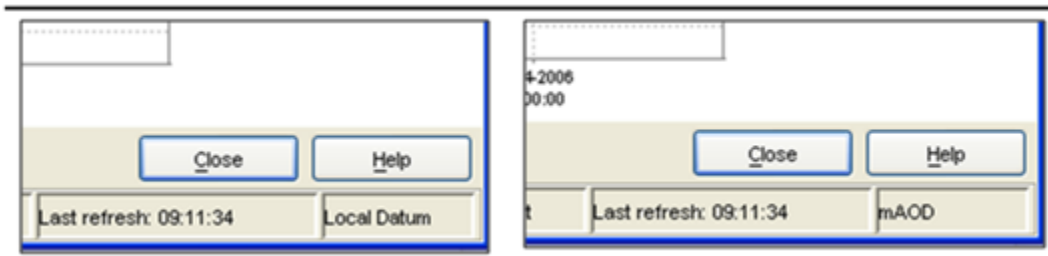 Close Help
Last refresh: 09:11:34 Local Datum
4-2006
00:00
Close Help
t Last refresh: 09:11:34 mAOD